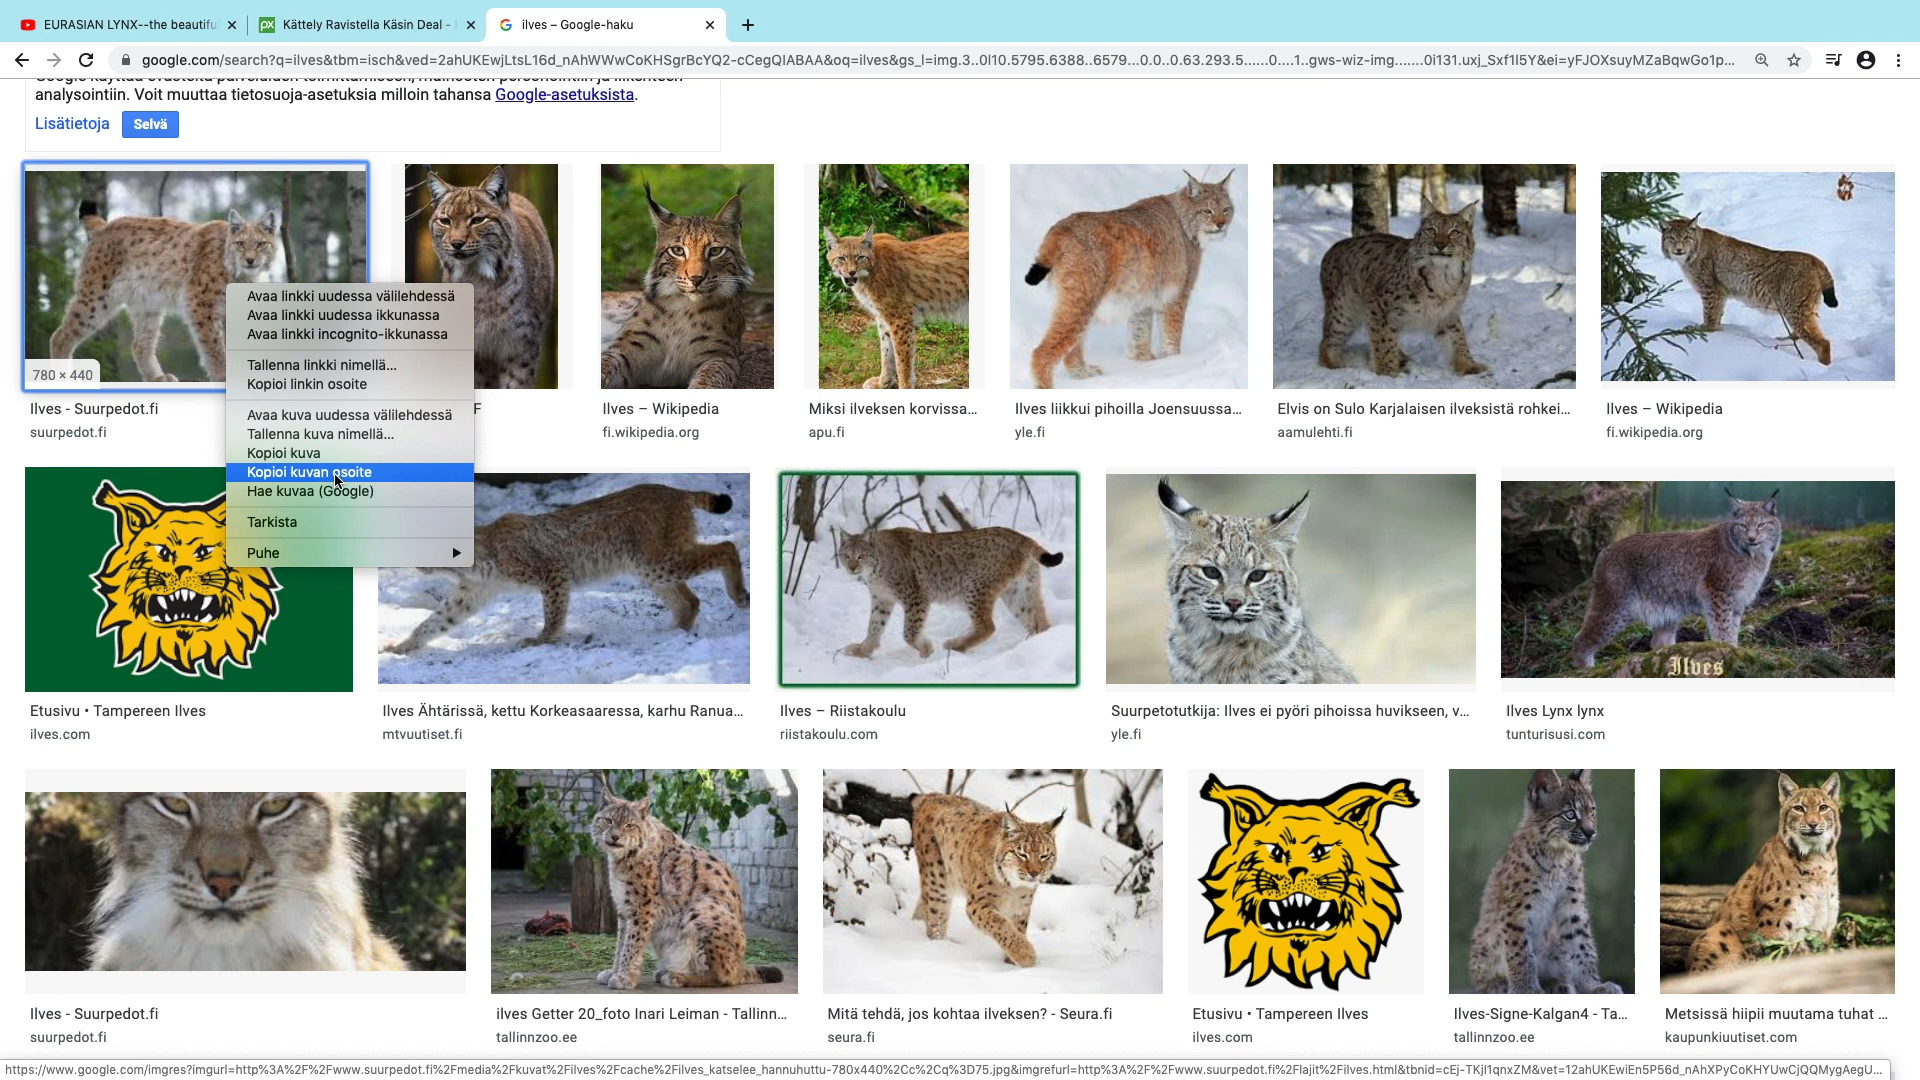 EURASIAN LYNX--the beautifu
Kättely Ravistella Käsin Deal -
ilves – Google-haku
google.com/search?q=ilves&tbm=isch&ved=2ahUKEwjLtsL16d_nAhWWwCoKHSgrBcYQ2-cCegQIABAA&oq=ilves&gs_l=img.3..0l10.5795.6388..6579...0.0..0.63.293.5......0....1..gws-wiz-img.......0i131.uxj_Sxf1I5Y&ei=yFJOXsuyMZaBqwGo1p...
Google käyttää evästeitä palveluiden toimittamiseen, mainosten personointiin ja liikenteen
analysointiin. Voit muuttaa tietosuoja-asetuksia milloin tahansa Google-asetuksista.
Lisätietoja Selvä
780 × 440
Avaa linkki uudessa välilehdessä
Avaa linkki uudessa ikkunassa
Avaa linkki incognito-ikkunassa
Tallenna linkki nimellä...
Kopioi linkin osoite
Avaa kuva uudessa välilehdessä
Tallenna kuva nimellä...
Kopioi kuva
Kopioi kuvan osoite
Hae kuvaa (Google)
Tarkista
Puhe
Ilves - Suurpedot.fi
suurpedot.fi
F
Ilves – Wikipedia
fi.wikipedia.org
Miksi ilveksen korvissa...
apu.fi
Ilves liikkui pihoilla Joensuussa...
yle.fi
Elvis on Sulo Karjalaisen ilveksistä rohkei...
aamulehti.fi
Ilves – Wikipedia
fi.wikipedia.org
Ilves
Etusivu • Tampereen Ilves
ilves.com
Ilves Ähtärissä, kettu Korkeasaaressa, karhu Ranua...
mtvuutiset.fi
Ilves – Riistakoulu
riistakoulu.com
Suurpetotutkija: Ilves ei pyöri pihoissa huvikseen, v...
yle.fi
Ilves Lynx lynx
tunturisusi.com
Ilves - Suurpedot.fi
suurpedot.fi
ilves Getter 20_foto Inari Leiman - Tallinn...
tallinnzoo.ee
Mitä tehdä, jos kohtaa ilveksen? - Seura.fi
seura.fi
Etusivu • Tampereen Ilves
ilves.com
Ilves-Signe-Kalgan4 - Ta...
tallinnzoo.ee
Metsissä hiipii muutama tuhat ...
kaupunkiuutiset.com
https://www.google.com/imgres?imgurl=http%3A%2F%2Fwww.suurpedot.fi%2Fmedia%2Fkuvat%2Filves%2Fcache%2Filves_katselee_hannuhuttu-780x440%2Cc%2Cq%3D75.jpg&imgrefurl=http%3A%2F%2Fwww.suurpedot.fi%2Flajit%2Filves.html&tbnid=cEj-TKjl1qnxZM&vet=12ahUKEwiEn5P56d_nAhXPyCoKHYUwCjQQMygAegU...